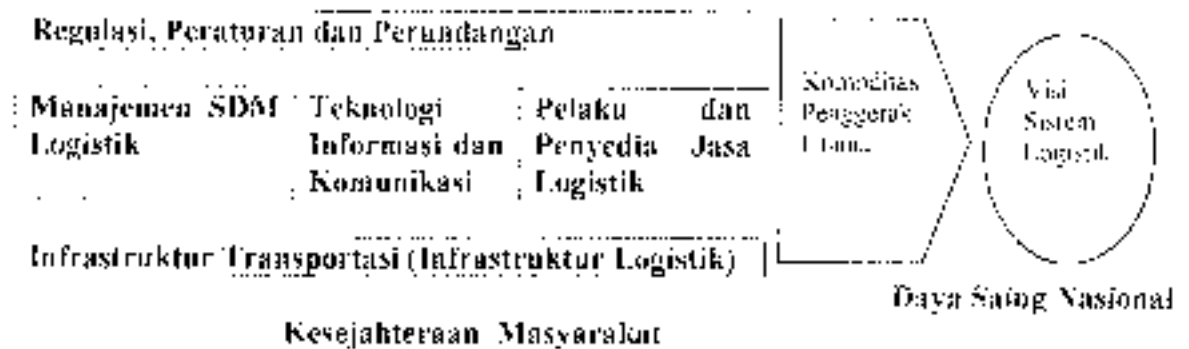 Regulasi, Peraturan dan Perundangan
Manajemen SDM
Logistik
Teknologi
Informasi dan
Komunikasi
Pelaku dan
Penyedia Jasa
Logistik
Komoditas
Penggerak
Utama
Visi
Sistem
Logistik
Infrastruktur Transportasi (Infrastruktur Logistik)
Daya Saing Nasional
Kesejahteraan Masyarakat